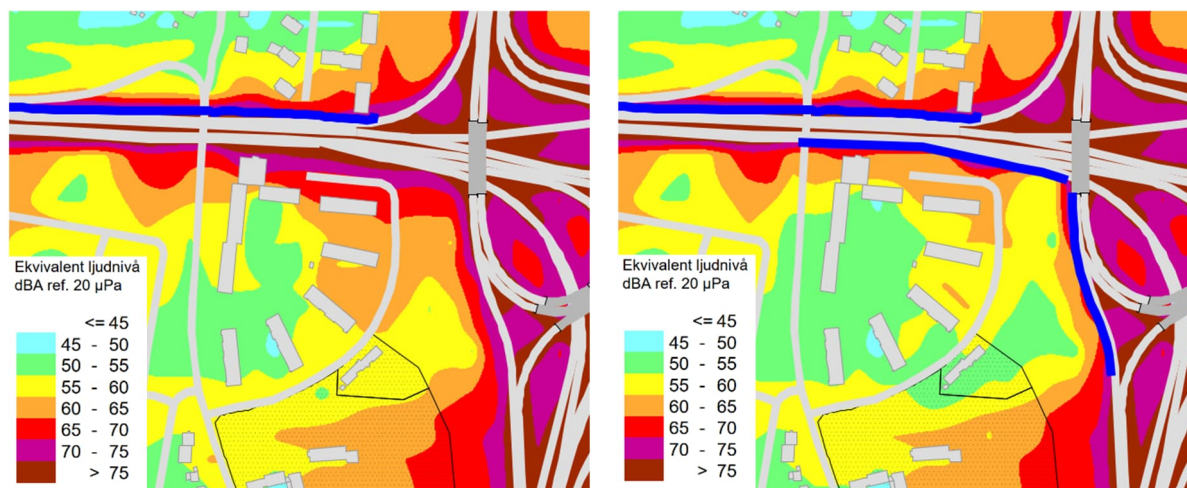 Ekvivalent ljudnivå
dBA ref. 20 µPa
<= 45
45 - 50
50 - 55
55 - 60
60 - 65
65 - 70
70 - 75
> 75
Ekvivalent ljudnivå
dBA ref. 20 µPa
<= 45
45 - 50
50 - 55
55 - 60
60 - 65
65 - 70
70 - 75
> 75